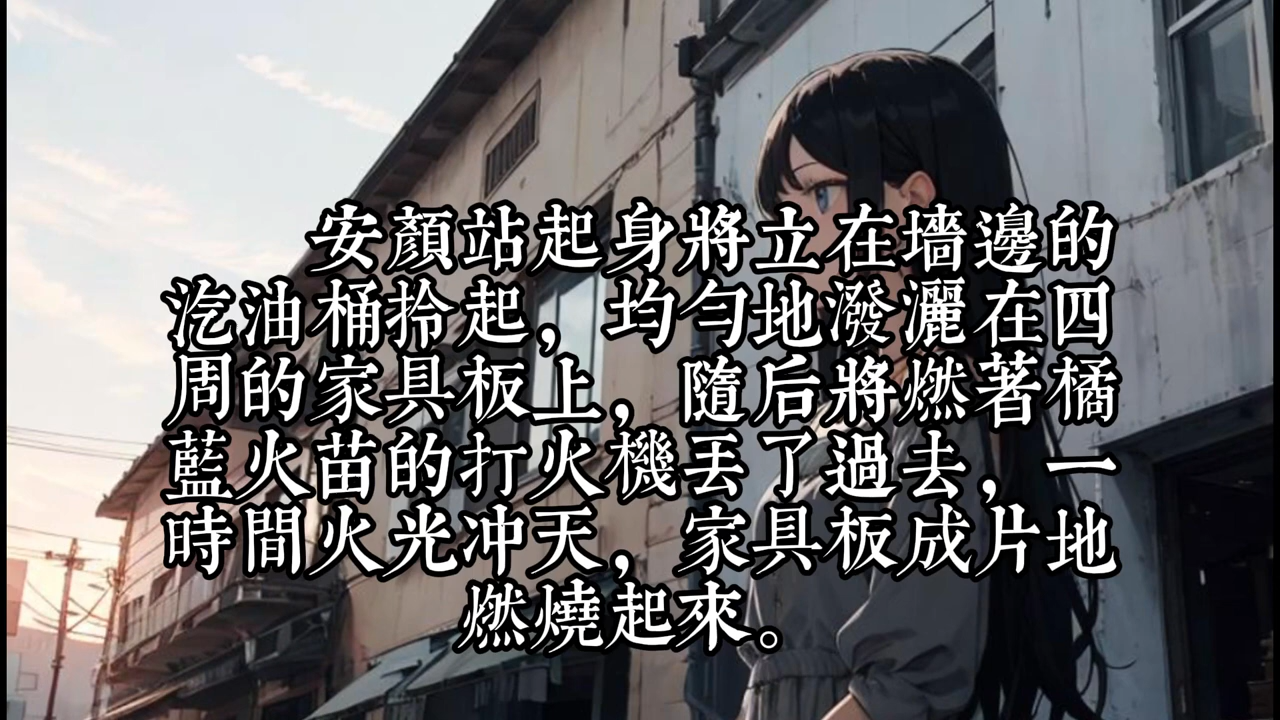 安顏站起身將立在墻邊的
汔油桶拎起，均勻地潑灑在四
周的家具板上，隨后將燃著橘
藍火苗的打火機丟了過去，一
時間火光冲天，家具板成片地
燃燒起來。